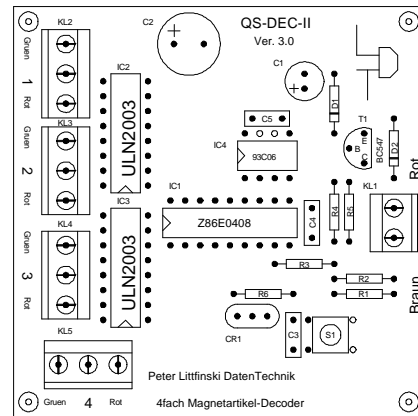 KL2
Gruen
1
Rot
KL3
Gruen
2
Rot
KL4
Gruen
3
Rot
KL5
Gruen 4 Rot
IC2
ULN2003
IC3
ULN2003
C2
QS-DEC-II
Ver. 3.0
C1
D1
T1
E
B
C
BC547
D2
C5
IC4
93C06
IC1
Z86E0408
C4
R4
R5
KL1
Rot
Braun
R3
R2
R1
R6
CR1
C3
S1
Peter Littfinski DatenTechnik
4fach Magnetartikel-Decoder